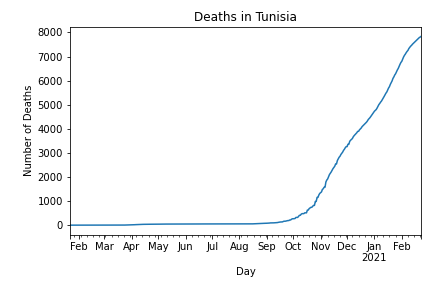 Deaths in Tunisia
8000
7000
6000
5000
4000
3000
2000
1000
0
Number of Deaths
Feb Mar Apr May Jun Jul Aug Sep Oct Nov Dec Jan Feb
2021
Day